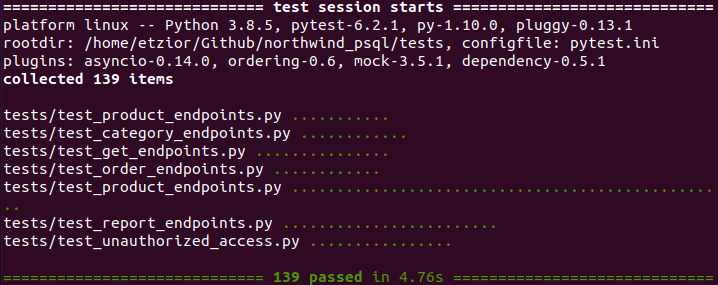 ============================= test session starts =============================
platform linux -- Python 3.8.5, pytest-6.2.1, py-1.10.0, pluggy-0.13.1
rootdir: /home/etzior/Github/northwind_psql/tests, configfile: pytest.ini
plugins: asyncio-0.14.0, ordering-0.6, mock-3.5.1, dependency-0.5.1
collected 139 items
tests/test_product_endpoints.py ...........
tests/test_category_endpoints.py ............
tests/test_get_endpoints.py ...............
tests/test_order_endpoints.py ............
tests/test_product_endpoints.py ...............................................
..
tests/test_report_endpoints.py ........................
tests/test_unauthorized_access.py ................
============================= 139 passed in 4.76s =============================